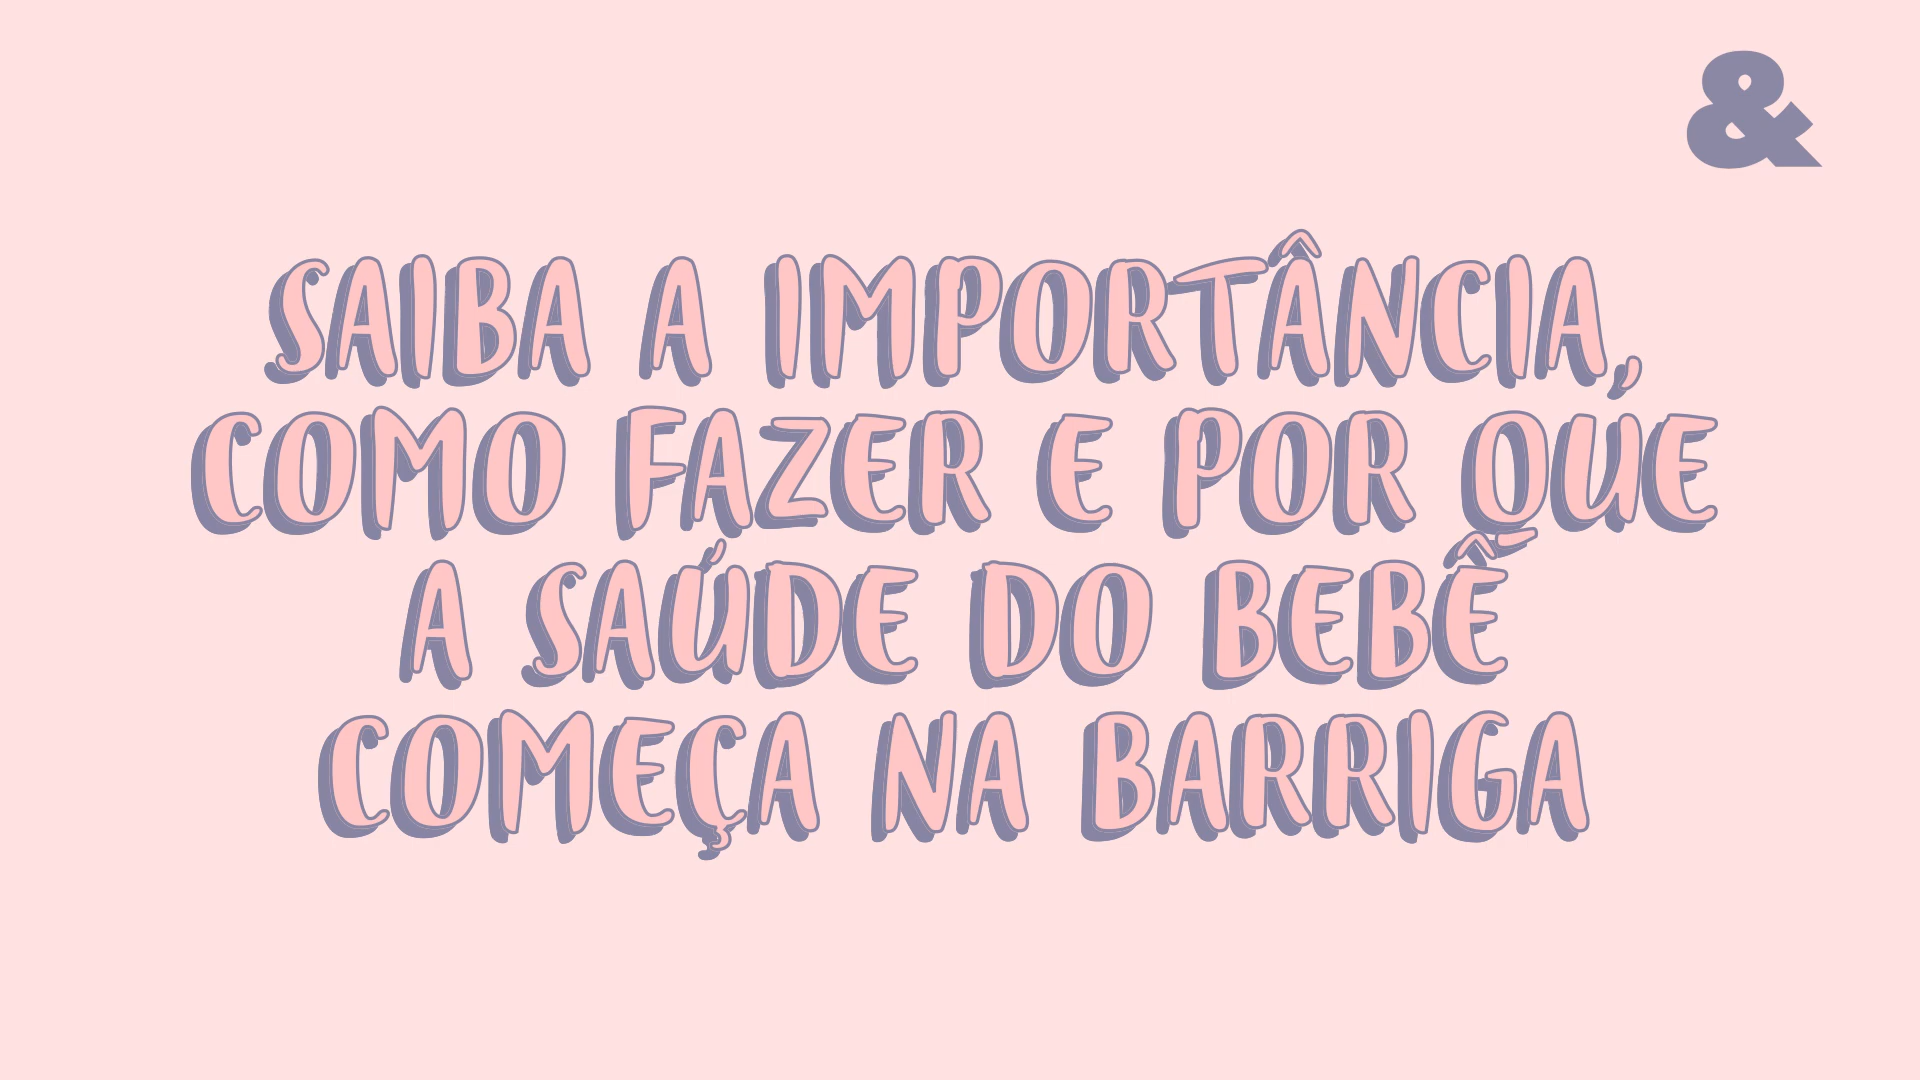 &
SAIBA A IMPORTÂNCIA,
COMO FAZER E POR QUE
A SAÚDE DO BEBÊ
COMEÇA NA BARRIGA